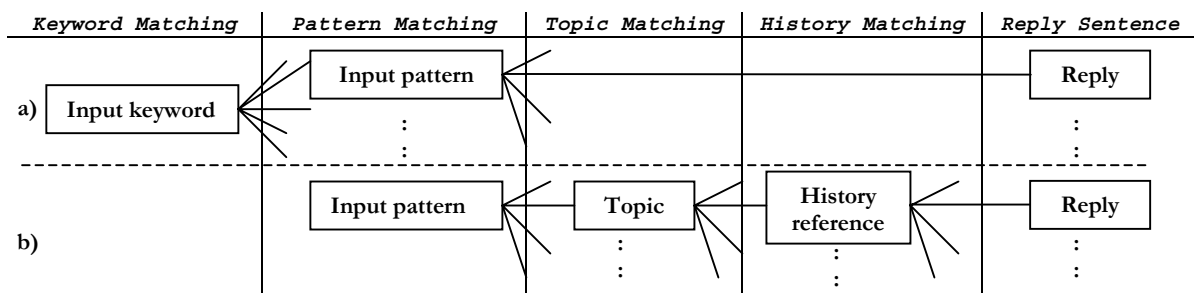 Keyword Matching Pattern Matching Topic Matching History Matching Reply Sentence
a) Input keyword Input pattern Reply
: : 
b) Input pattern Topic History reference Reply
: : : :